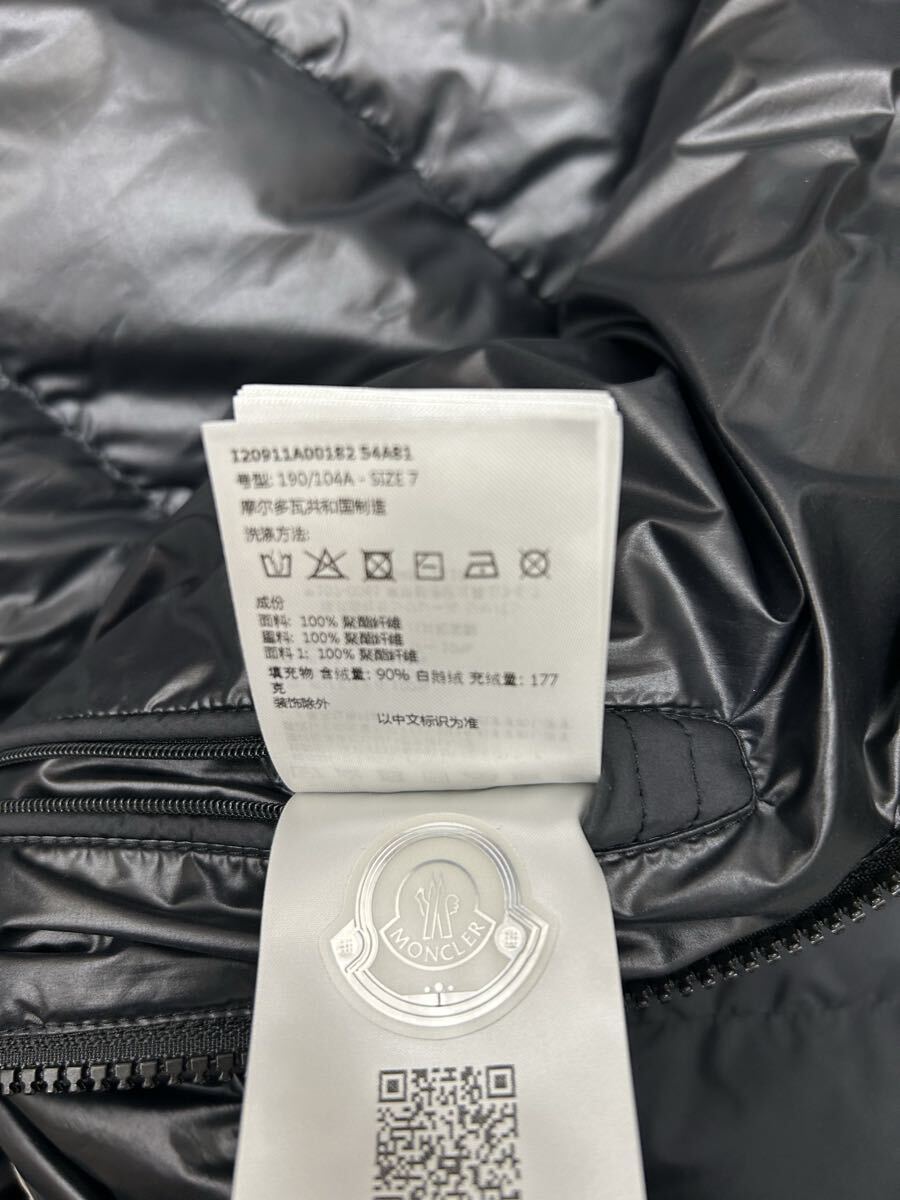 I20911A00182 54A81
号型: 190/104A - SIZE 7
摩尔多瓦共和国制造
洗涤方法:
成份
面料: 100% 聚酯纤维
里料: 100% 聚酯纤维
面料 1: 100% 聚酯纤维
填充物 含绒量: 90% 白鹅绒 充绒量: 177
克
装饰除外
以中文标识为准
MONCLER